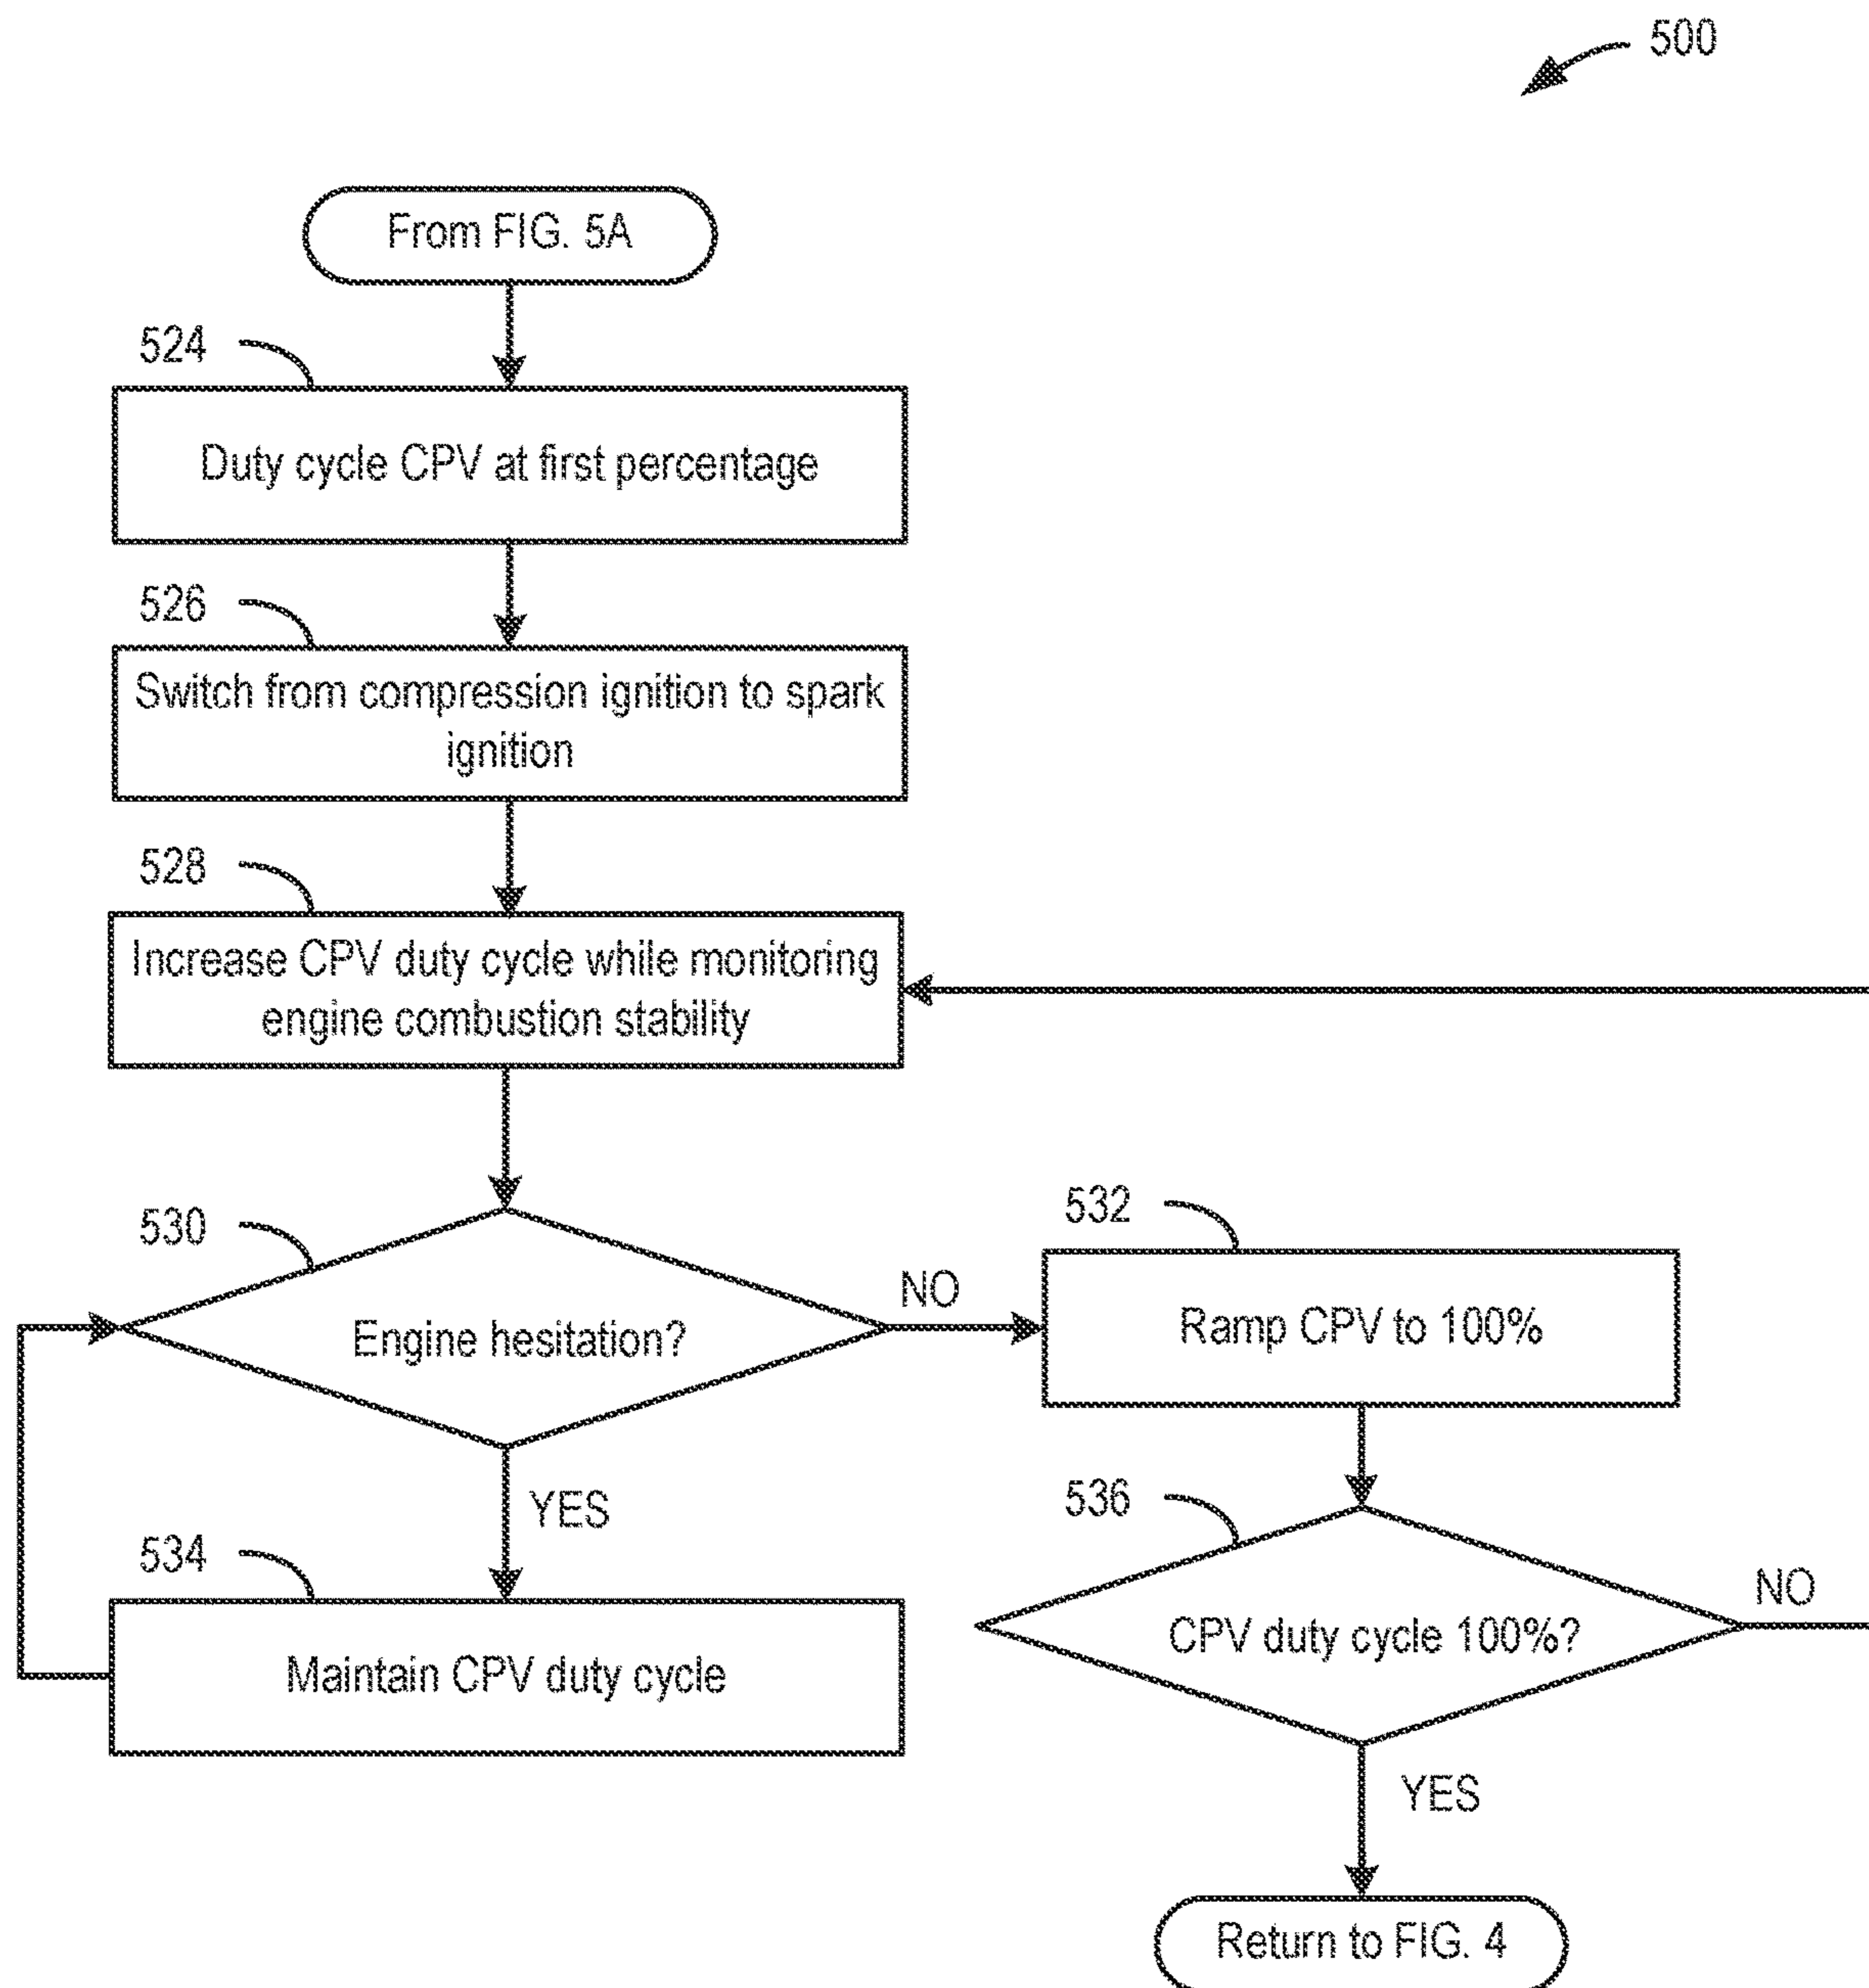 500
From FIG. 5A
524
Duty cycle CPV at first percentage
526
Switch from compression ignition to spark
ignition
528
Increase CPV duty cycle while monitoring
engine combustion stability
530
Engine hesitation?
NO
532
Ramp CPV to 100%
YES
534
Maintain CPV duty cycle
536
CPV duty cycle 100%?
NO
YES
Return to FIG. 4